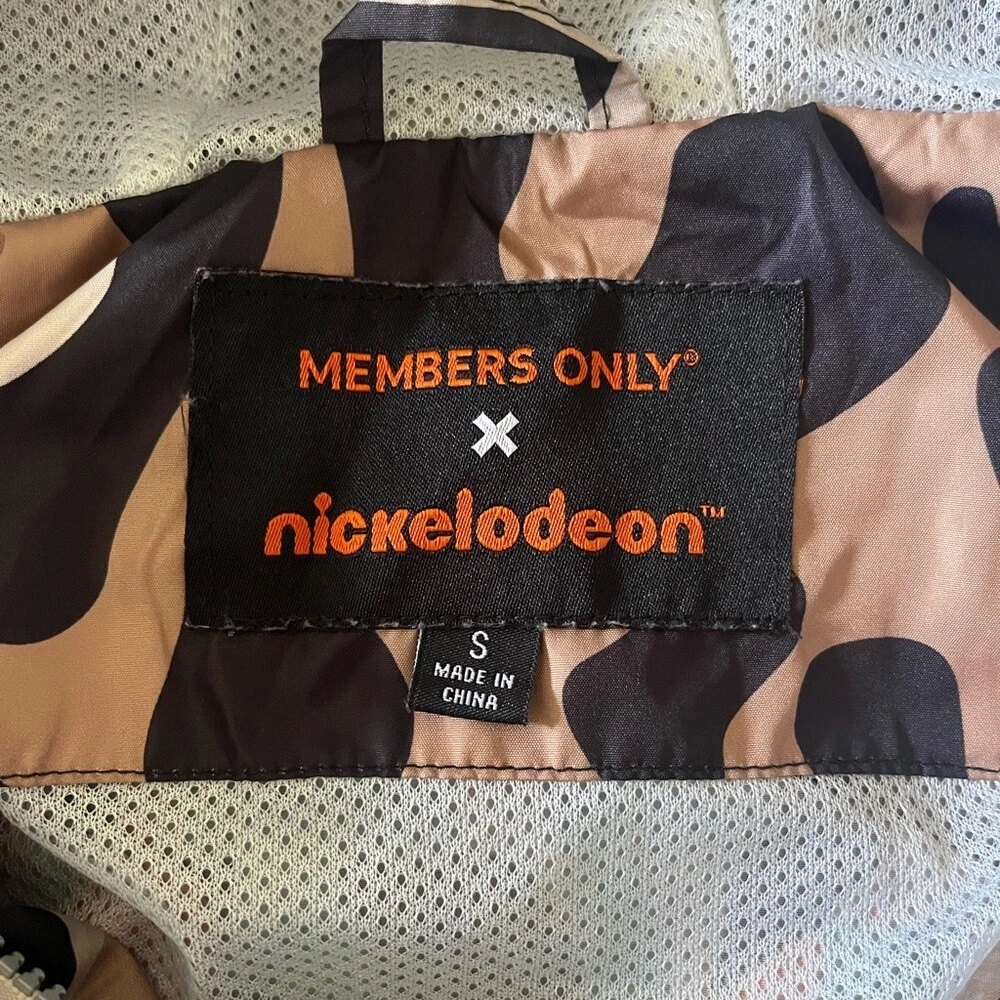 MEMBERS ONLY®
X
nickelodeon™
S
MADE IN
CHINA